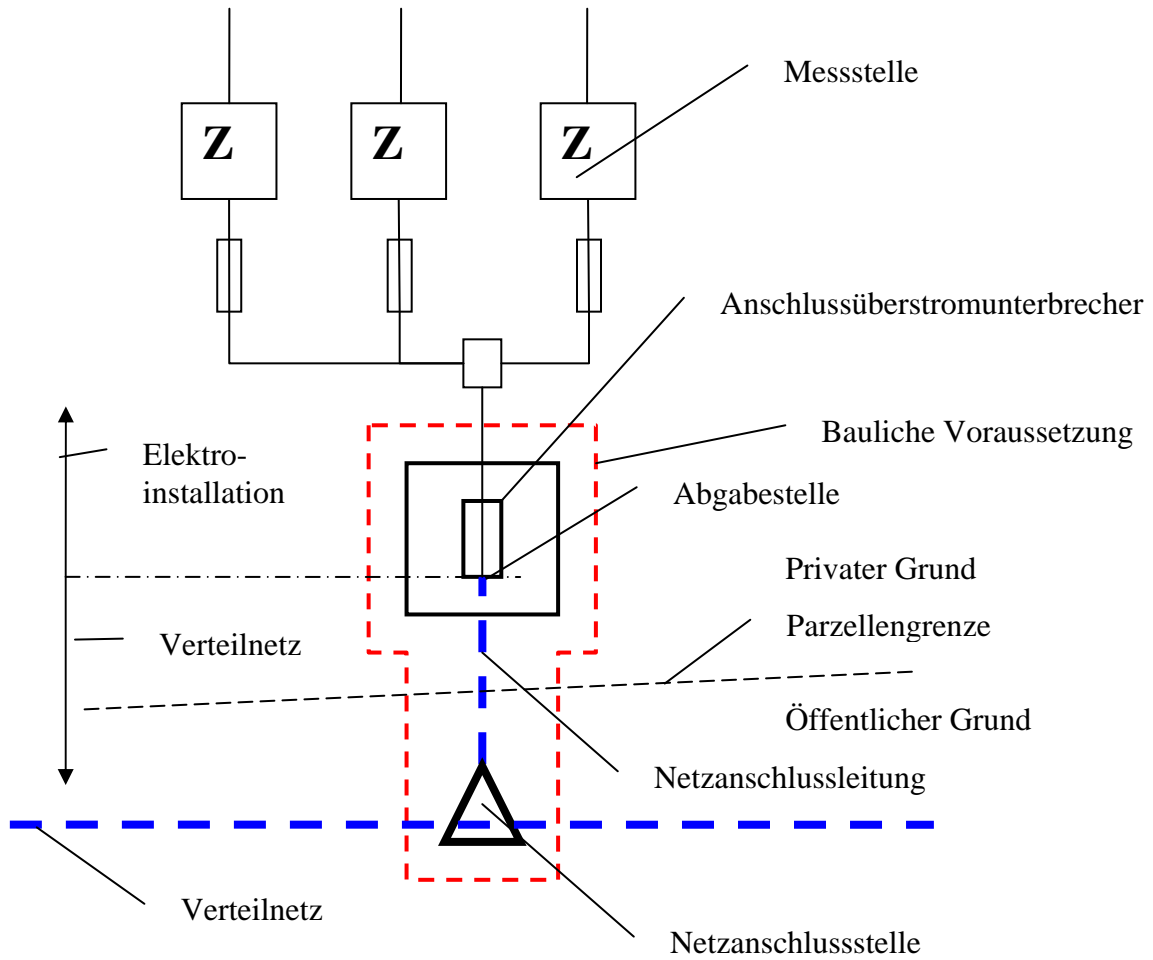 Messstelle
Z
Z
Z
Anschlussüberstromunterbrecher
Bauliche Voraussetzung
Elektro-
installation
Abgabestelle
Privater Grund
Parzellengrenze
Verteilnetz
Öffentlicher Grund
Netzanschlussleitung
Verteilnetz
Netzanschlussstelle